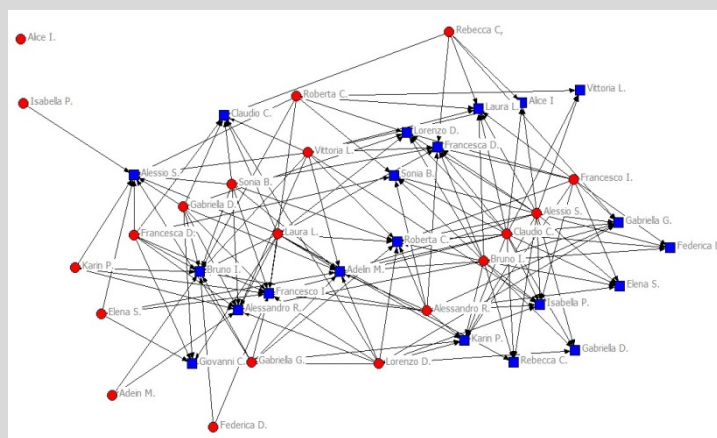 Rebecca C,
Alice I.
Vittoria L.
Roberta C.
Isabella P.
Alice I
Laura L.
Claudio C.
Lorenzo D.
Francesca D.
Vittoria L.
Alessio S.
Sonia B.
Francesco I.
Sonia B.
Gabriella D.
Alessio S.
Gabriella G.
Francesca D.
Laura L.
Claudio C.
Roberta C.
Federica D
Bruno I.
Karin P.
Bruno I.
Adelin M.
Elena S.
Francesco I.
Isabella P.
Alessandro R.
Alessandro R.
Elena S.
Karin P.
Gabriella D.
Giovanni C.
Gabriella G.
Lorenzo D.
Rebecca C.
Adein M.
Federica D.